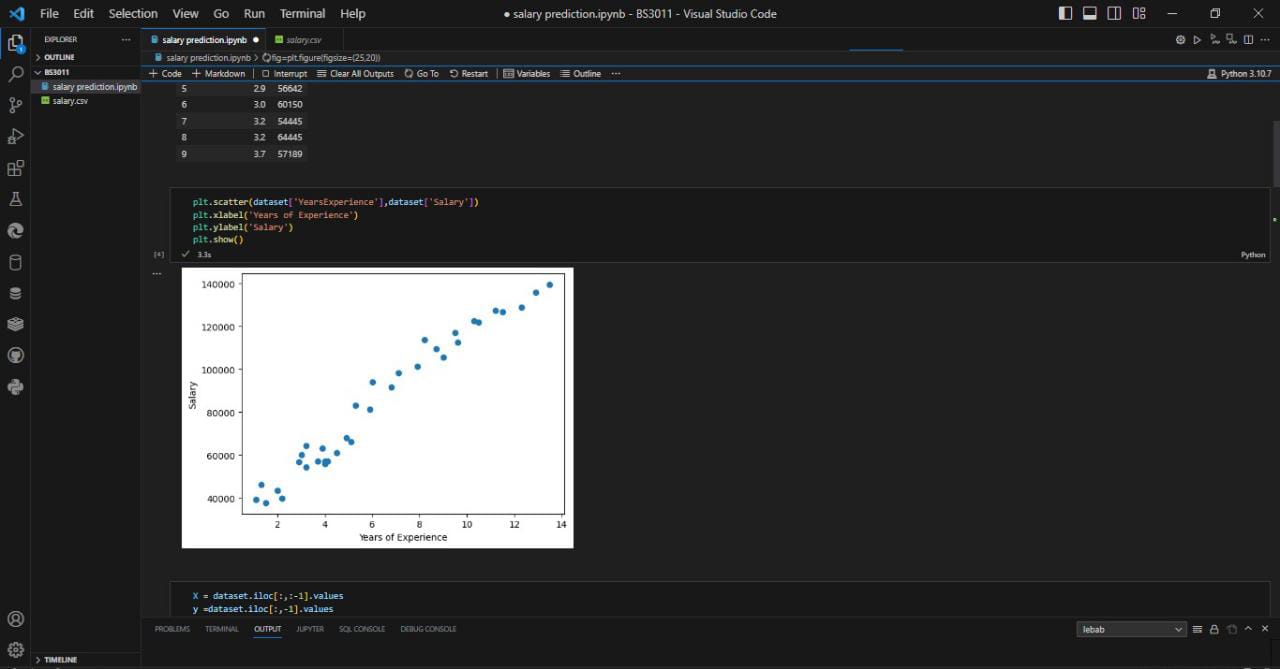 File Edit Selection View Go Run Terminal Help
● salary prediction.ipynb - BS3011 - Visual Studio Code
EXPLORER
OUTLINE
BS3011
salary prediction.ipynb
salary.csv
TIMELINE
1
salary prediction.ipynb ●
salary.csv
salary prediction.ipynb > fig=plt.figure(figsize=(25,20))
+ Code + Markdown Interrupt Clear All Outputs Go To Restart Variables Outline ...
Python 3.10.7
5 2.9 56642
6 3.0 60150
7 3.2 54445
8 3.2 64445
9 3.7 57189
plt.scatter(dataset['YearsExperience'],dataset['Salary'])
plt.xlabel('Years of Experience')
plt.ylabel('Salary')
plt.show()
[4] ✓ 3.3s
Python
140000
120000
100000
80000
60000
40000
Salary
2 4 6 8 10 12 14
Years of Experience
X = dataset.iloc[:,:-1].values
y =dataset.iloc[:,-1].values
PROBLEMS TERMINAL OUTPUT JUPYTER SQL CONSOLE DEBUG CONSOLE
lebab